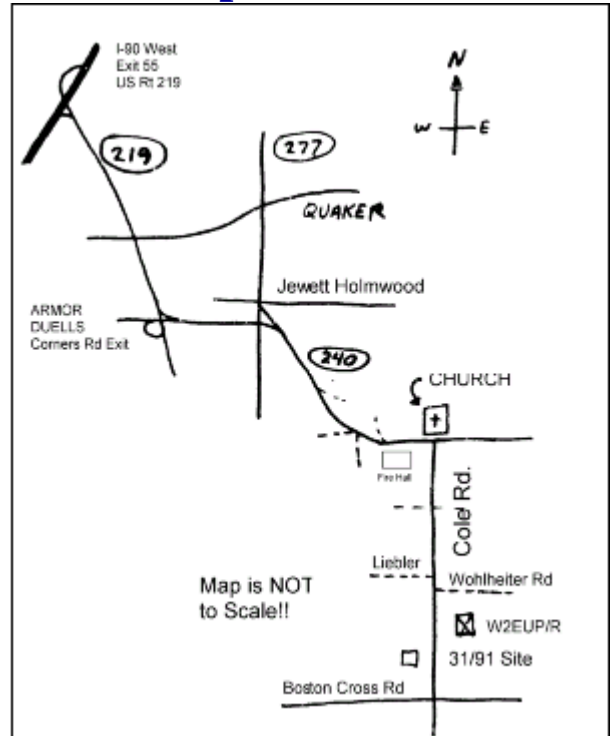 I-90 West
Exit 55
US Rt 219
N
W E
219
277
QUAKER
Jewett Holmwood
ARMOR
DUELLS
Corners Rd Exit
240
CHURCH
Fire Hall
Cole Rd.
Liebler
Wohlheiter Rd
Map is NOT
to Scale!!
W2EUP/R
31/91 Site
Boston Cross Rd